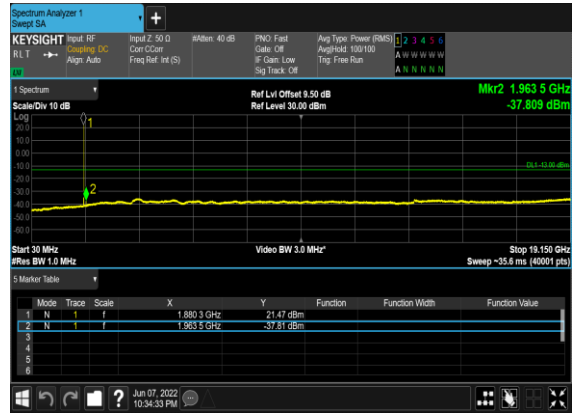 Spectrum Analyzer 1
Swept SA
+
KEYSIGHT Input: RF Input Z: 50 Ω #Atten: 40 dB PNO: Fast Avg Type: Power (RMS) 1 2 3 4 5 6
RLT Coupling: DC Corr CCorr Gate: Off Avg|Hold: 100/100 A W W W W W
Align: Auto Freq Ref: Int (S) IF Gain: Low Trig: Free Run
Sig Track: Off A N N N N N
1 Spectrum Ref Lvl Offset 9.50 dB Mkr2 1.963 5 GHz
Scale/Div 10 dB Ref Level 30.00 dBm -37.809 dBm
Log
20.0
10.0
0.00
-10.0
-20.0
-30.0
-40.0
-50.0
-60.0
1
2
DL1 -13.00 dBm
Start 30 MHz Video BW 3.0 MHz* Stop 19.150 GHz
#Res BW 1.0 MHz Sweep ~35.6 ms (40001 pts)
5 Marker Table
Mode Trace Scale X Y Function Function Width Function Value
1 N 1 f 1.880 3 GHz 21.47 dBm
2 N 1 f 1.963 5 GHz -37.81 dBm
3
4
5
6
? Jun 07, 2022
10:34:33 PM